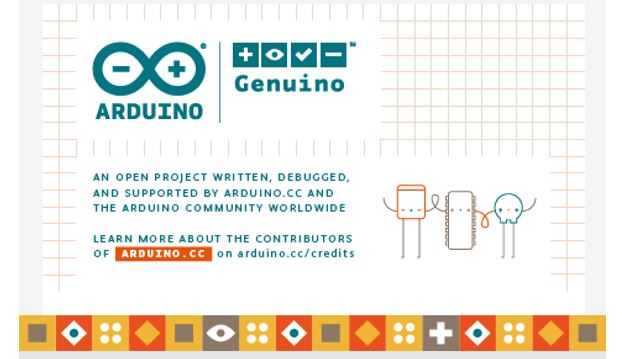 ARDUINO
Genuino
AN OPEN PROJECT WRITTEN, DEBUGGED,
AND SUPPORTED BY ARDUINO.CC AND
THE ARDUINO COMMUNITY WORLDWIDE
LEARN MORE ABOUT THE CONTRIBUTORS
OF ARDUINO.CC on arduino.cc/credits